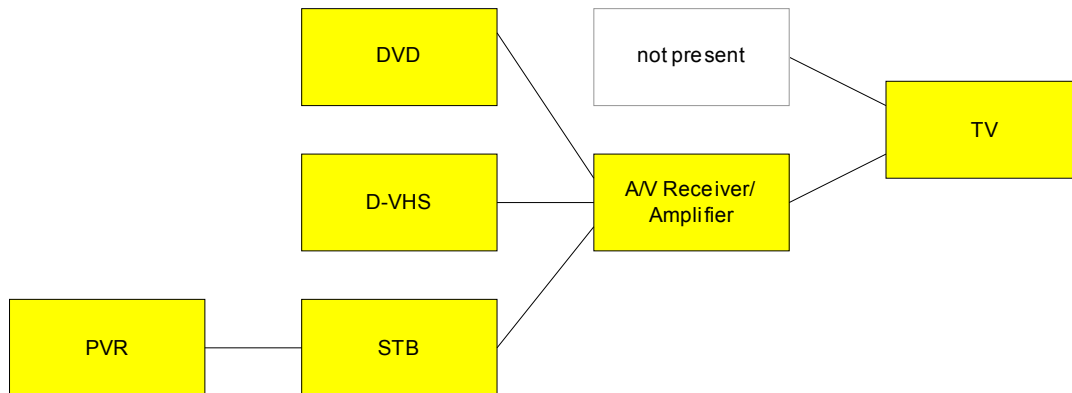 DVD
not present
TV
D-VHS
A/V Receiver/
Amplifier
PVR
STB